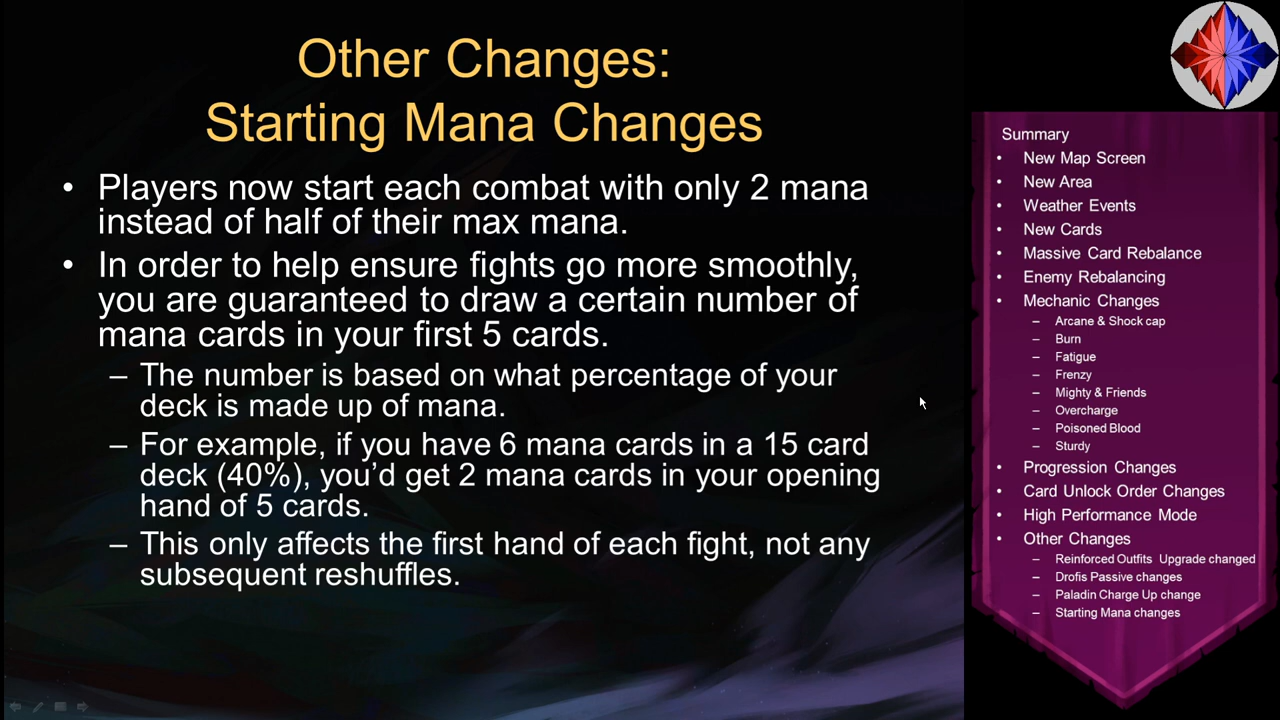 Other Changes:
Starting Mana Changes
• Players now start each combat with only 2 mana
instead of half of their max mana.
• In order to help ensure fights go more smoothly,
you are guaranteed to draw a certain number of
mana cards in your first 5 cards.
– The number is based on what percentage of your
deck is made up of mana.
– For example, if you have 6 mana cards in a 15 card
deck (40%), you’d get 2 mana cards in your opening
hand of 5 cards.
– This only affects the first hand of each fight, not any
subsequent reshuffles.
Summary
• New Map Screen
• New Area
• Weather Events
• New Cards
• Massive Card Rebalance
• Enemy Rebalancing
• Mechanic Changes
– Arcane & Shock cap
– Burn
– Fatigue
– Frenzy
– Mighty & Friends
– Overcharge
– Poisoned Blood
– Sturdy
• Progression Changes
• Card Unlock Order Changes
• High Performance Mode
• Other Changes
– Reinforced Outfits Upgrade changed
– Drofis Passive changes
– Paladin Charge Up change
– Starting Mana changes